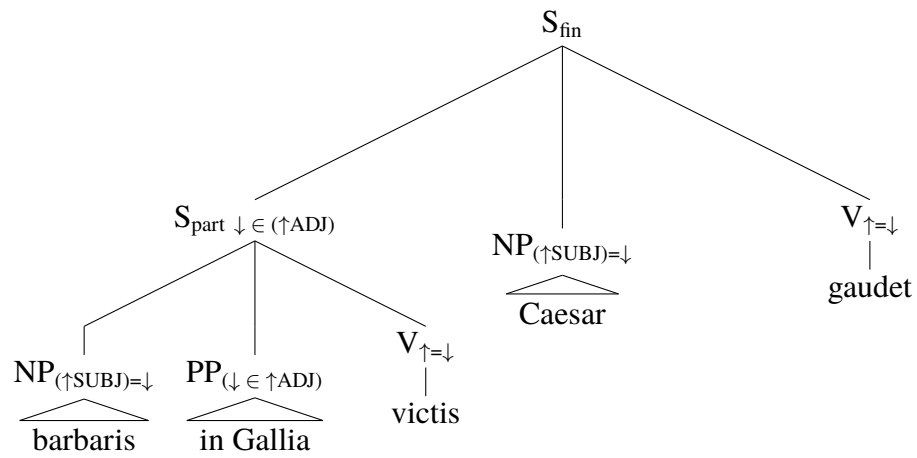 S_fin
S_part ↓ ∈ (↑ADJ)
NP_(↑SUBJ)=↓
V_↑=↓
Caesar
gaudet
NP_(↑SUBJ)=↓
PP_(↓ ∈ ↑ADJ)
V_↑=↓
barbaris
in Gallia
victis